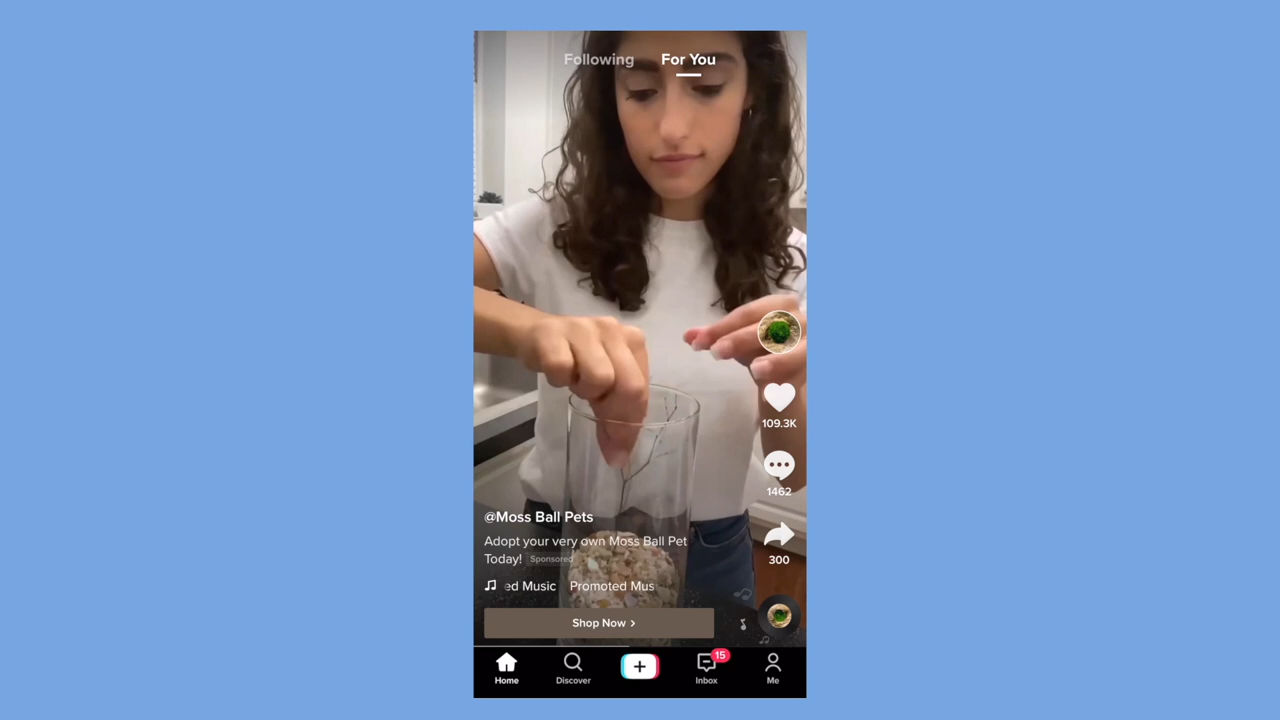 Following For You
109.3K
1462
@Moss Ball Pets
Adopt your very own Moss Ball Pet
Today! Sponsored
300
ed Music Promoted Mus
Shop Now >
15
Home Discover Inbox Me